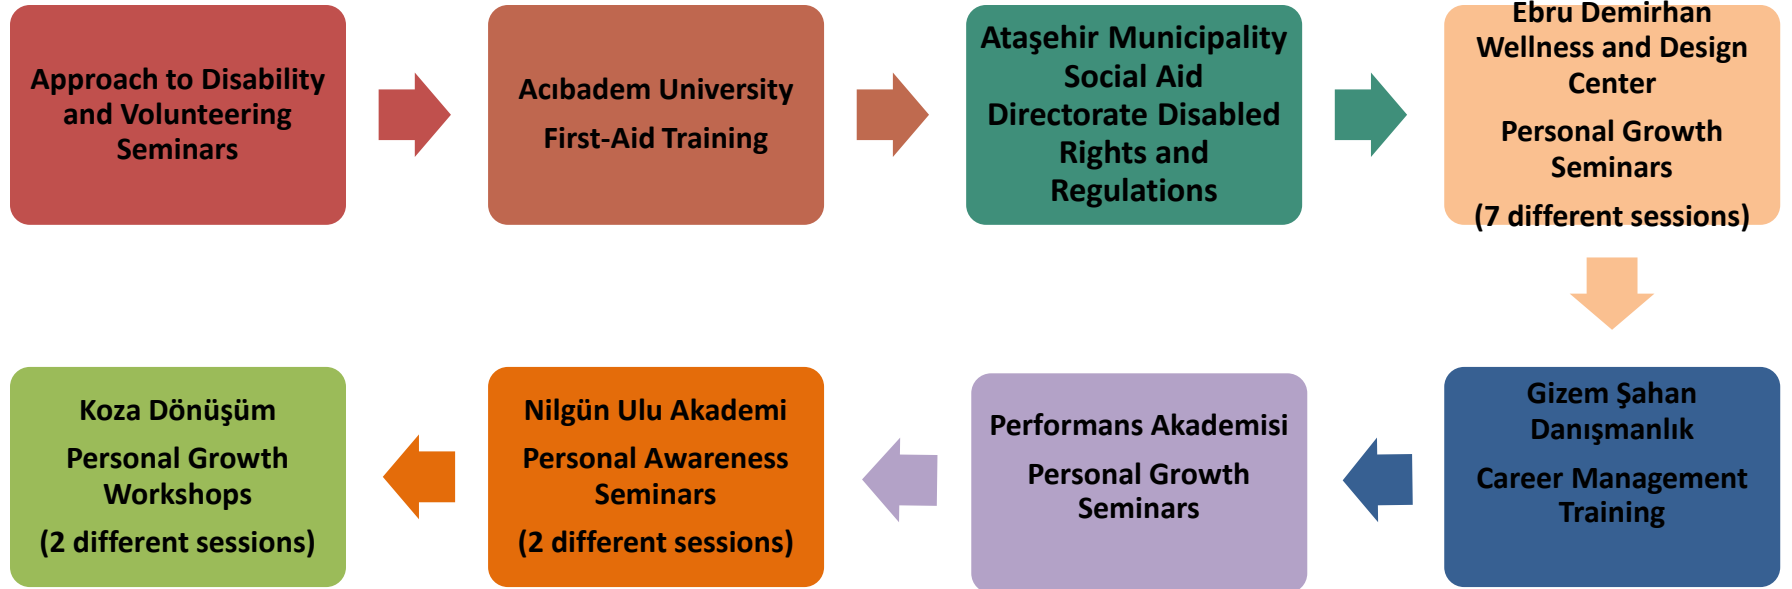 Approach to Disability
and Volunteering
Seminars
Acıbadem University
First-Aid Training
Ataşehir Municipality
Social Aid
Directorate Disabled
Rights and
Regulations
Ebru Demirhan
Wellness and Design
Center
Personal Growth
Seminars
(7 different sessions)
Gizem Şahan
Danışmanlık
Career Management
Training
Performans Akademisi
Personal Growth
Seminars
Nilgün Ulu Akademi
Personal Awareness
Seminars
(2 different sessions)
Koza Dönüşüm
Personal Growth
Workshops
(2 different sessions)